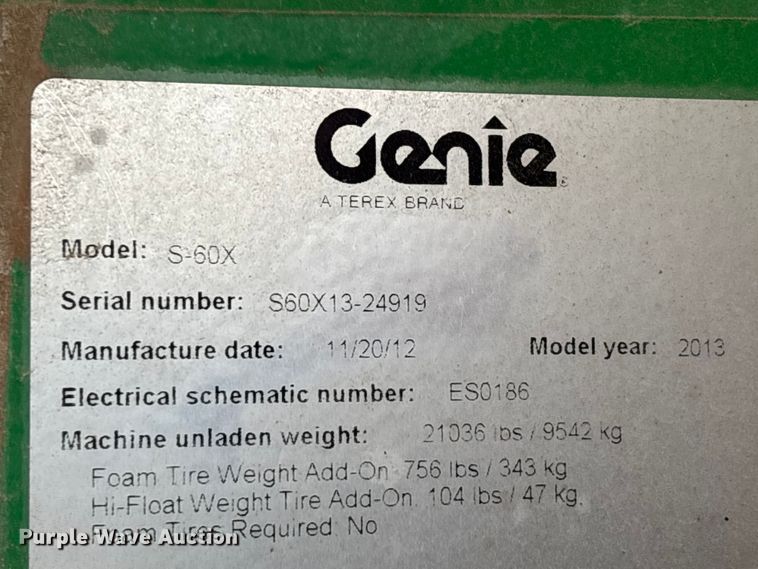 Genie
A TEREX BRAND
Model: S-60X
Serial number: S60X13-24919
Manufacture date: 11/20/12 Model year: 2013
Electrical schematic number: ES0186
Machine unladen weight: 21036 lbs / 9542 kg
Foam Tire Weight Add-On 756 lbs / 343 kg
Hi-Float Weight Tire Add-On 104 lbs / 47 kg
Foam Tires Required: No
Purple Wave Auction